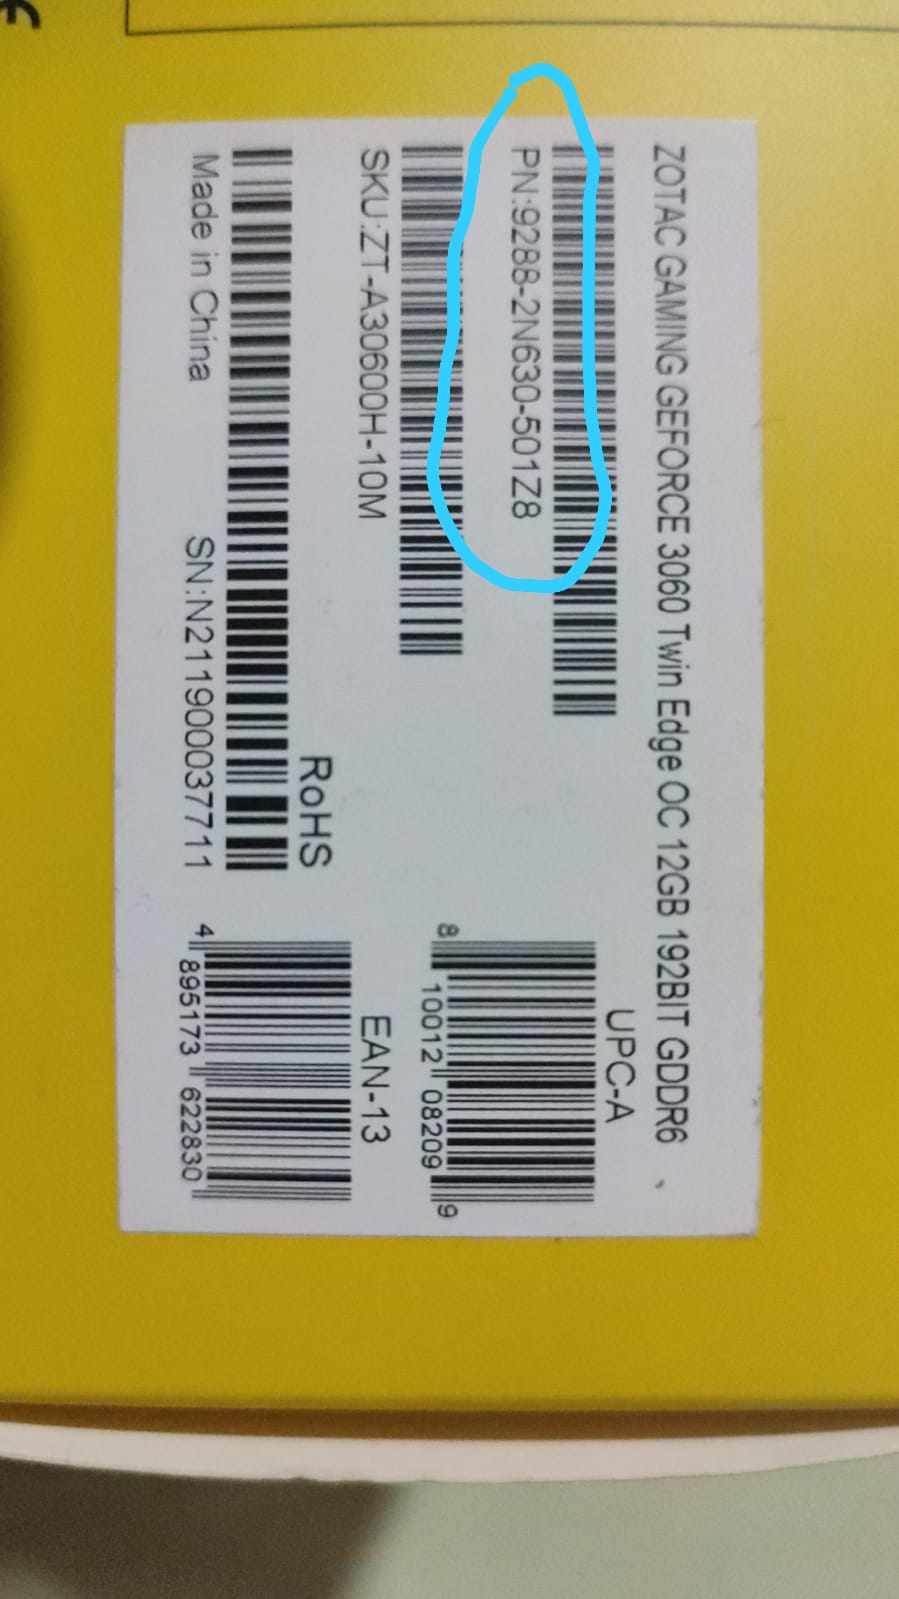 ZOTAC GAMING GEFORCE 3060 Twin Edge OC 12GB 192BIT GDDR6
PN:9288-2N630-501Z8
SKU:ZT-A30600H-10M
RoHS
Made in China
SN:N211900037711
UPC-A
8 10012 08209 9
EAN-13
4 895173 622830
CE